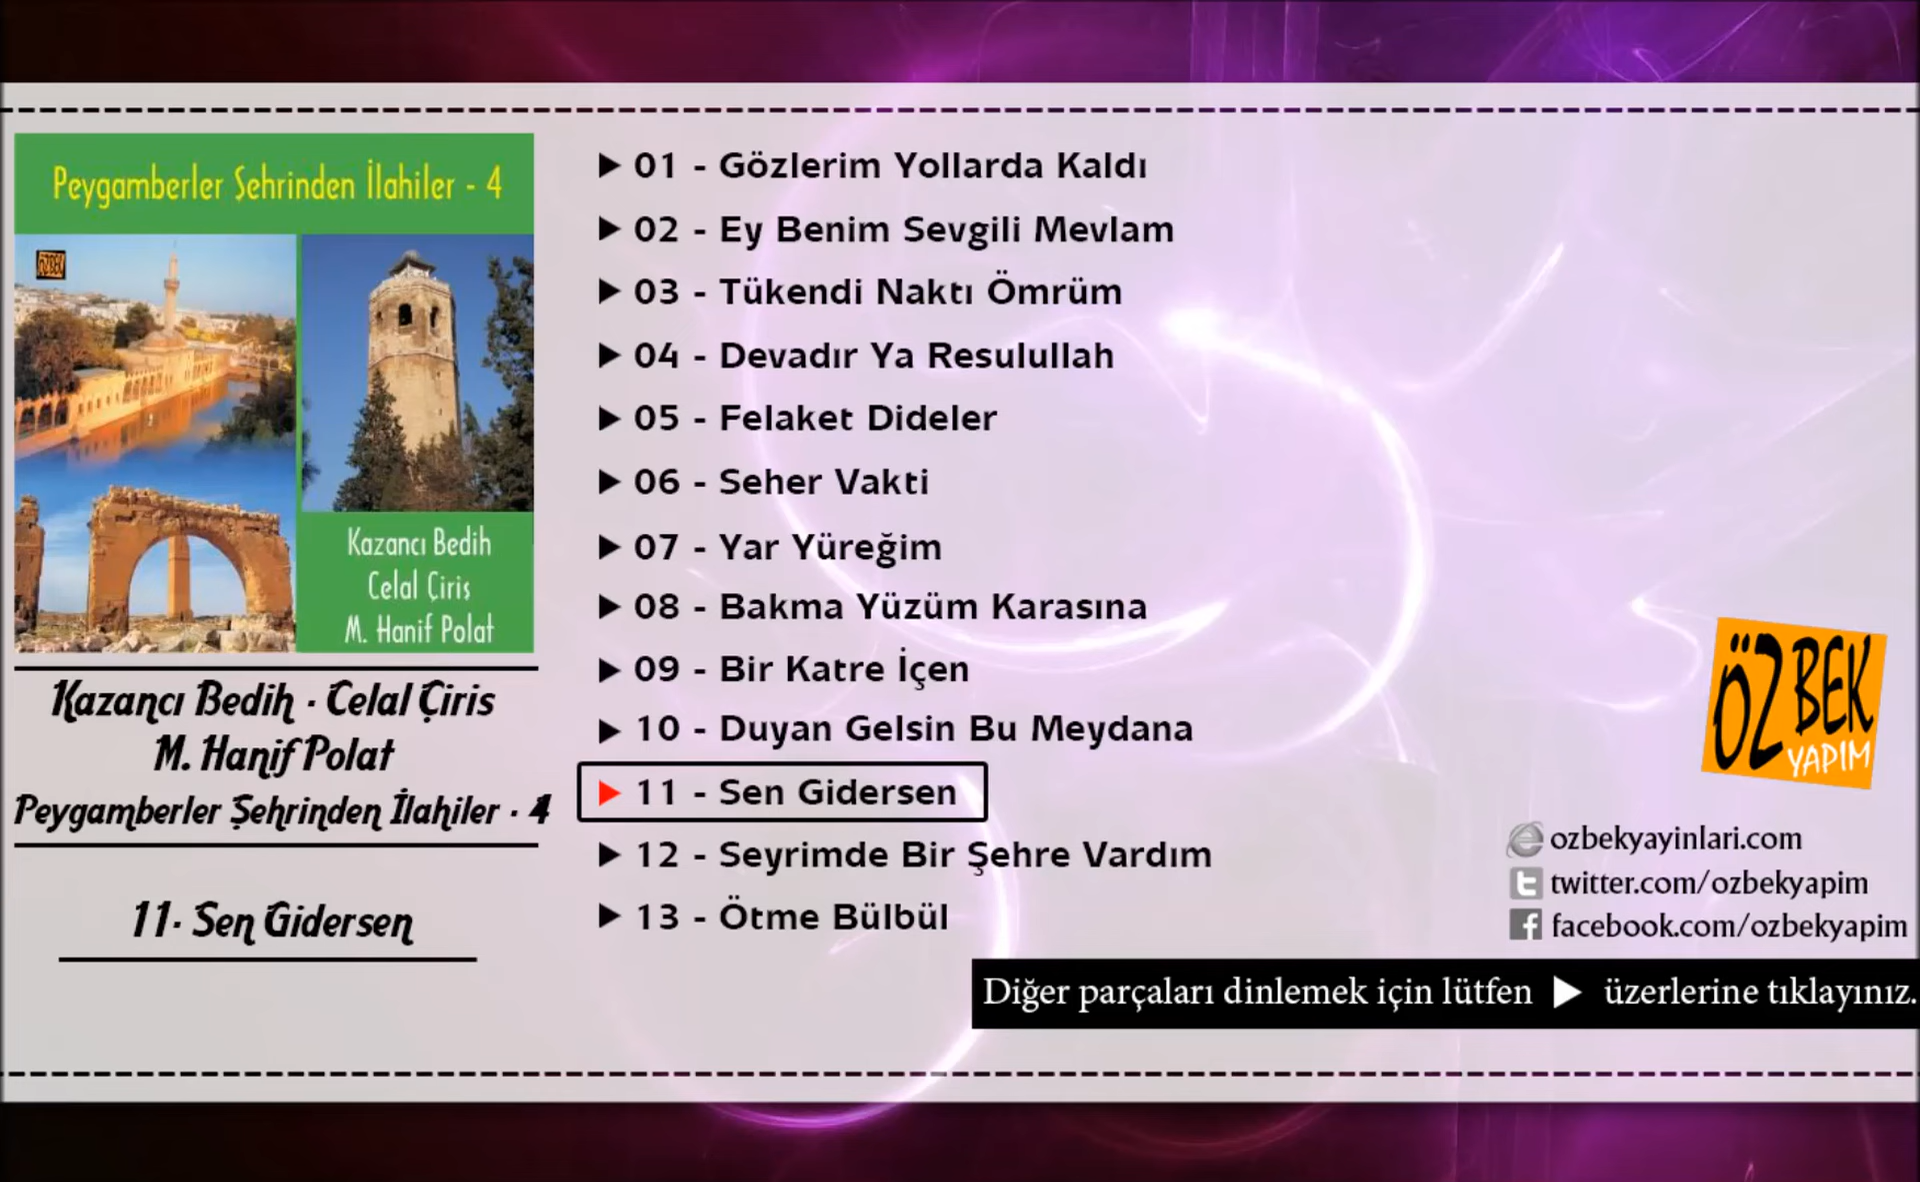 Peygamberler Şehrinden İlahiler - 4
ÖZBEK
Kazancı Bedih
Celal Çiriş
M. Hanif Polat
Kazancı Bedih - Celal Çiriş
M. Hanif Polat
Peygamberler Şehrinden İlahiler - 4
11- Sen Gidersen
01 - Gözlerim Yollarda Kaldı
02 - Ey Benim Sevgili Mevlam
03 - Tükendi Naktı Ömrüm
04 - Devadır Ya Resulullah
05 - Felaket Dideler
06 - Seher Vakti
07 - Yar Yüreğim
08 - Bakma Yüzüm Karasına
09 - Bir Katre İçen
10 - Duyan Gelsin Bu Meydana
11 - Sen Gidersen
12 - Seyrimde Bir Şehre Vardım
13 - Ötme Bülbül
ÖZBEK
YAPIM
ozbekyayinlari.com
twitter.com/ozbekyapim
facebook.com/ozbekyapim
Diğer parçaları dinlemek için lütfen ▶ üzerlerine tıklayınız.